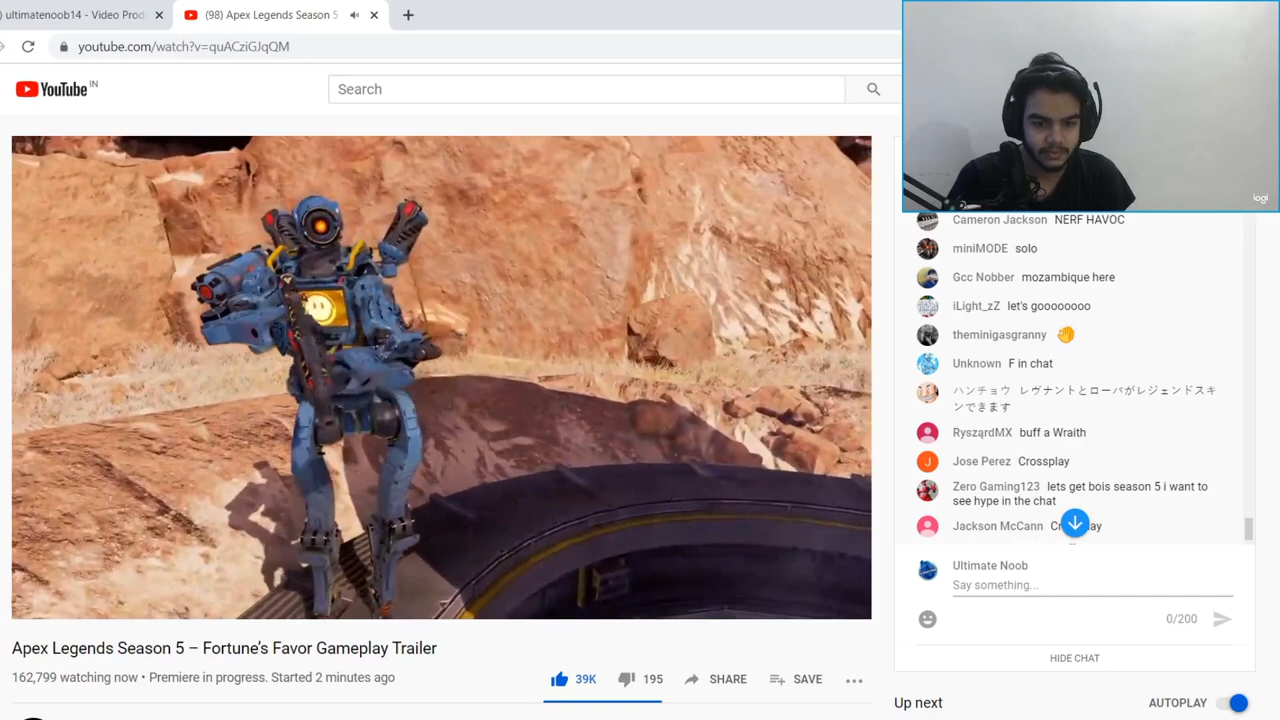 ultimatenoob14 - Video Prod
(98) Apex Legends Season 5
youtube.com/watch?v=quACziGJqQM
YouTube IN
Search
logi
Cameron Jackson NERF HAVOC
miniMODE solo
Gcc Nobber mozambique here
iLight_zZ let's goooooooo
theminigasgranny
Unknown F in chat
ハンチョウ レヴナントとローバがレジェンドスキ
ンできます
RysząrdMX buff a Wraith
Jose Perez Crossplay
Zero Gaming123 lets get bois season 5 i want to
see hype in the chat
Jackson McCann
Ultimate Noob
Say something...
0/200
HIDE CHAT
Apex Legends Season 5 – Fortune's Favor Gameplay Trailer
162,799 watching now • Premiere in progress. Started 2 minutes ago
39K 195 SHARE SAVE
Up next AUTOPLAY